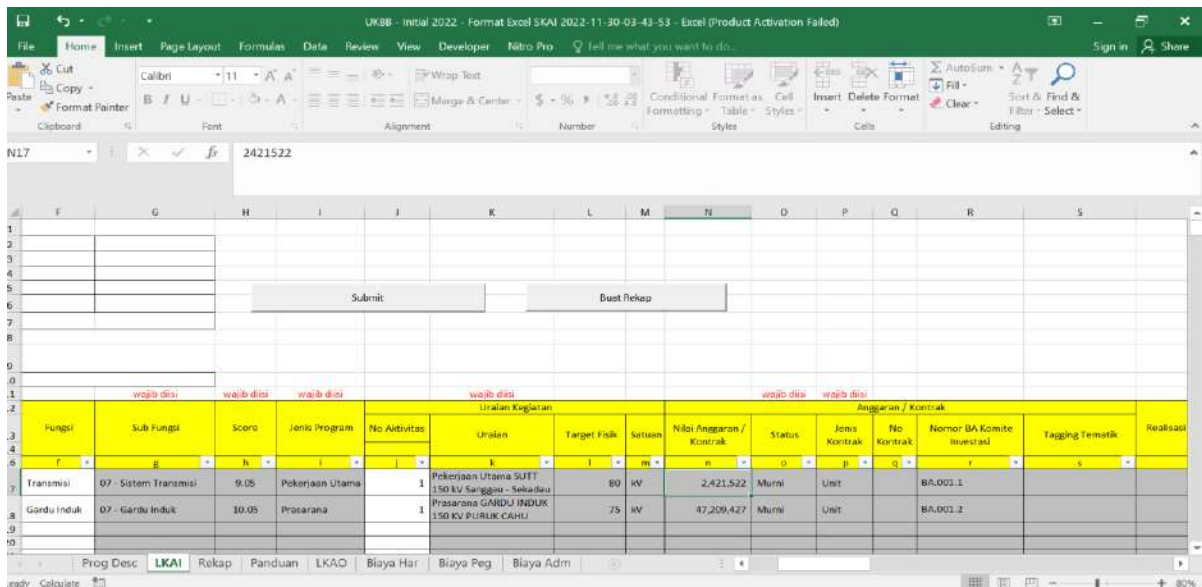 UKBB - Initial 2022 - Format Excel SKAI 2022-11-30-03-43-53 - Excel (Product Activation Failed)
File Home Insert Page Layout Formulas Data Review View Developer Nitro Pro Tell me what you want to do... Sign in Share
Cut
Copy
Format Painter
Paste
Calibri 11
Wrap Text
Merge & Center
Conditional Formatting
Format as Table
Cell Styles
Insert Delete Format
AutoSum
Fill
Clear
Sort & Filter
Find & Select
Clipboard Font Alignment Number Styles Cells Editing
N17 fx 2421522
F G H I J K L M N O P Q R S
Submit Buat Rekap
wajib diisi wajib diisi wajib diisi wajib diisi wajib diisi wajib diisi
Uraian Kegiatan Anggaran / Kontrak
Fungsi Sub Fungsi Score Jenis Program No Aktivitas Uraian Target Fisik Satuan Nilai Anggaran / Kontrak Status Jenis Kontrak No Kontrak Nomor BA Komite Investasi Tagging Tematik Realisasi
f g h i j k l m n o p q r s
Transmisi 07 - Sistem Transmisi 9.05 Pekerjaan Utama 1 Pekerjaan Utama SUTT 150 kV Sanggau - Sekadau 80 kV 2,421,522 Murni Unit BA.001.1
Gardu Induk 07 - Gardu Induk 10.05 Prasarana 1 Prasarana GARDU INDUK 150 KV PURUK CAHU 75 kV 47,209,427 Murni Unit BA.001.2
Prog Desc LKAI Rekap Panduan LKAO Biaya Har Biaya Peg Biaya Adm
Calculate 80%